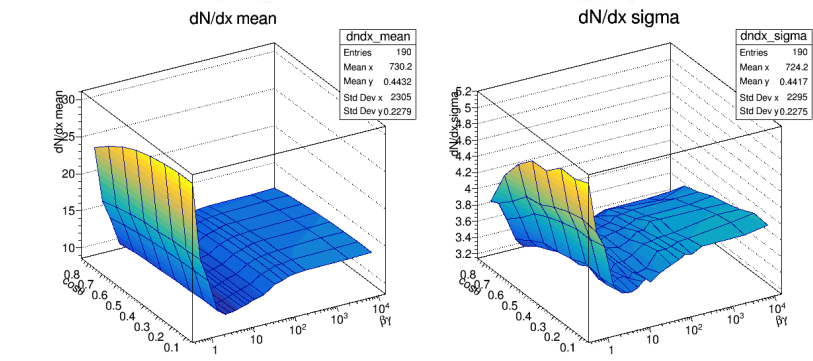 dN/dx mean
dndx_mean
Entries 190
Mean x 730.2
Mean y 0.4432
Std Dev x 2305
Std Dev y 0.2279
dN/dx mean
30
25
20
15
10
0.8
0.7
0.6
0.5
0.4
0.3
0.2
0.1
cosθ
1
10
10²
10³
10⁴
βγ
dN/dx sigma
dndx_sigma
Entries 190
Mean x 724.2
Mean y 0.4417
Std Dev x 2295
Std Dev y 0.2275
dN/dx sigma
5.2
5
4.8
4.6
4.4
4.2
4
3.8
3.6
3.4
3.2
0.8
0.7
0.6
0.5
0.4
0.3
0.2
0.1
cosθ
1
10
10²
10³
10⁴
βγ